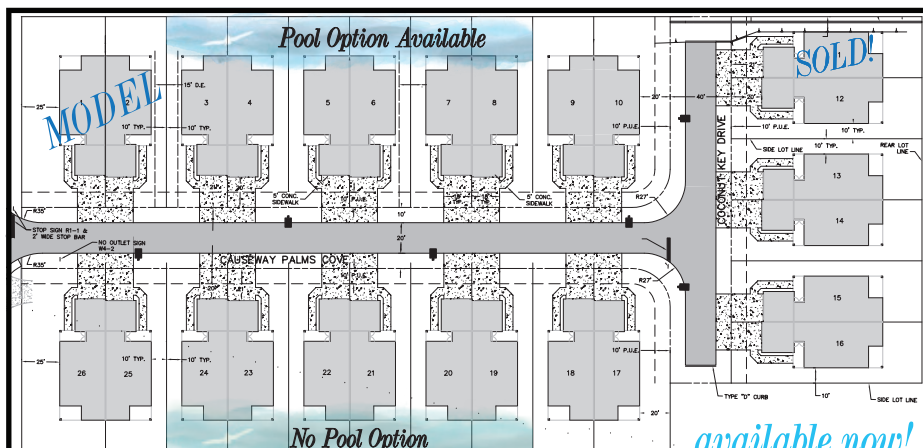 Pool Option Available
SOLD!
MODEL
25'
2
15' D.E.
3
4
5
6
7
8
9
10
20'
40'
20'
12
10' TYP.
10' TYP.
10' P.U.E.
10' P.U.E.
10' TYP.
10' TYP.
SIDE LOT LINE
REAR LOT LINE
COCONUT KEY DRIVE
13
14
5' CONC. SIDEWALK
10' P.U.E.
5' CONC. SIDEWALK
R27'
R35'
10'
STOP SIGN R1-1 &
2' WIDE STOP BAR
NO OUTLET SIGN
W4-2
20'
CAUSEWAY PALMS COVE
R35'
R27'
15
16
25'
10' TYP.
10' TYP.
10' P.U.E.
26
25
24
23
22
21
20
19
18
17
20'
TYPE "D" CURB
10'
SIDE LOT LINE
No Pool Option
available now!